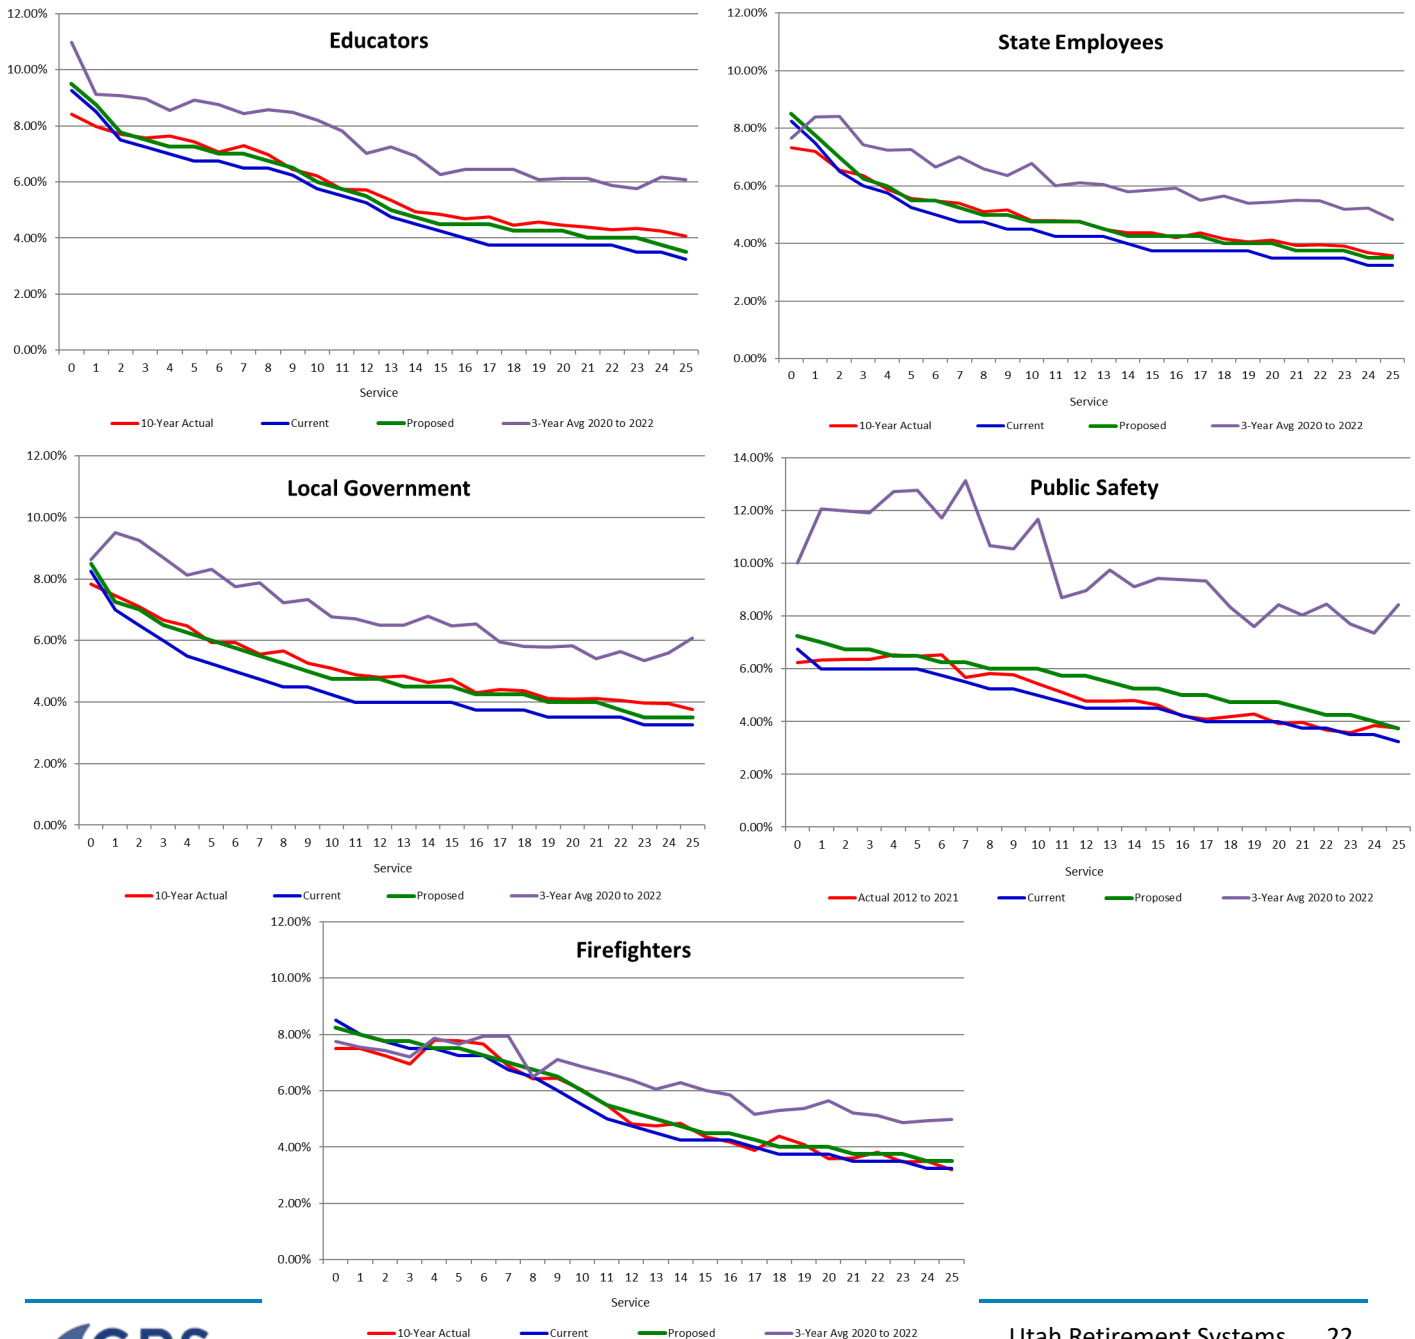 Educators
12.00%
10.00%
8.00%
6.00%
4.00%
2.00%
0.00%
0 1 2 3 4 5 6 7 8 9 10 11 12 13 14 15 16 17 18 19 20 21 22 23 24 25
Service
10-Year Actual Current Proposed 3-Year Avg 2020 to 2022
State Employees
12.00%
10.00%
8.00%
6.00%
4.00%
2.00%
0.00%
0 1 2 3 4 5 6 7 8 9 10 11 12 13 14 15 16 17 18 19 20 21 22 23 24 25
Service
10-Year Actual Current Proposed 3-Year Avg 2020 to 2022
Local Government
12.00%
10.00%
8.00%
6.00%
4.00%
2.00%
0.00%
0 1 2 3 4 5 6 7 8 9 10 11 12 13 14 15 16 17 18 19 20 21 22 23 24 25
Service
10-Year Actual Current Proposed 3-Year Avg 2020 to 2022
Public Safety
14.00%
12.00%
10.00%
8.00%
6.00%
4.00%
2.00%
0.00%
0 1 2 3 4 5 6 7 8 9 10 11 12 13 14 15 16 17 18 19 20 21 22 23 24 25
Service
Actual 2012 to 2021 Current Proposed 3-Year Avg 2020 to 2022
Firefighters
12.00%
10.00%
8.00%
6.00%
4.00%
2.00%
0.00%
0 1 2 3 4 5 6 7 8 9 10 11 12 13 14 15 16 17 18 19 20 21 22 23 24 25
Service
10-Year Actual Current Proposed 3-Year Avg 2020 to 2022
Utah Retirement Systems 22